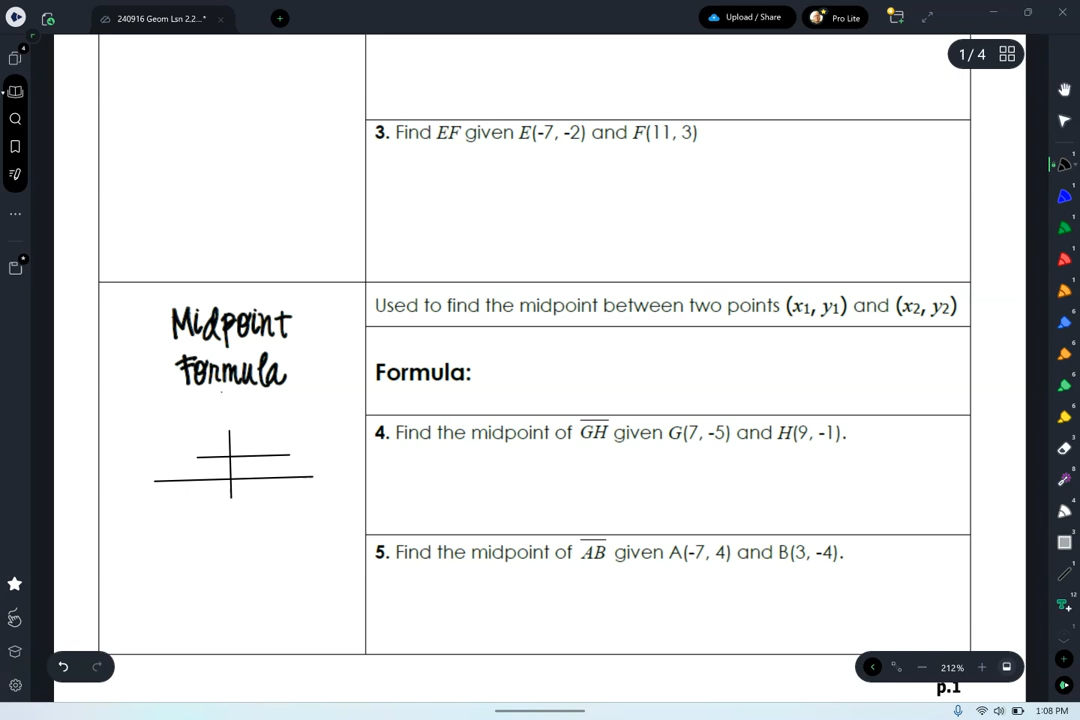 240916 Geom Lsn 2.2...*
Upload / Share
Pro Lite
1 / 4
3. Find EF given E(-7, -2) and F(11, 3)
Midpoint
Formula
Used to find the midpoint between two points (x1, y1) and (x2, y2)
Formula:
4. Find the midpoint of GH given G(7, -5) and H(9, -1).
5. Find the midpoint of AB given A(-7, 4) and B(3, -4).
212%
p.1
1:08 PM